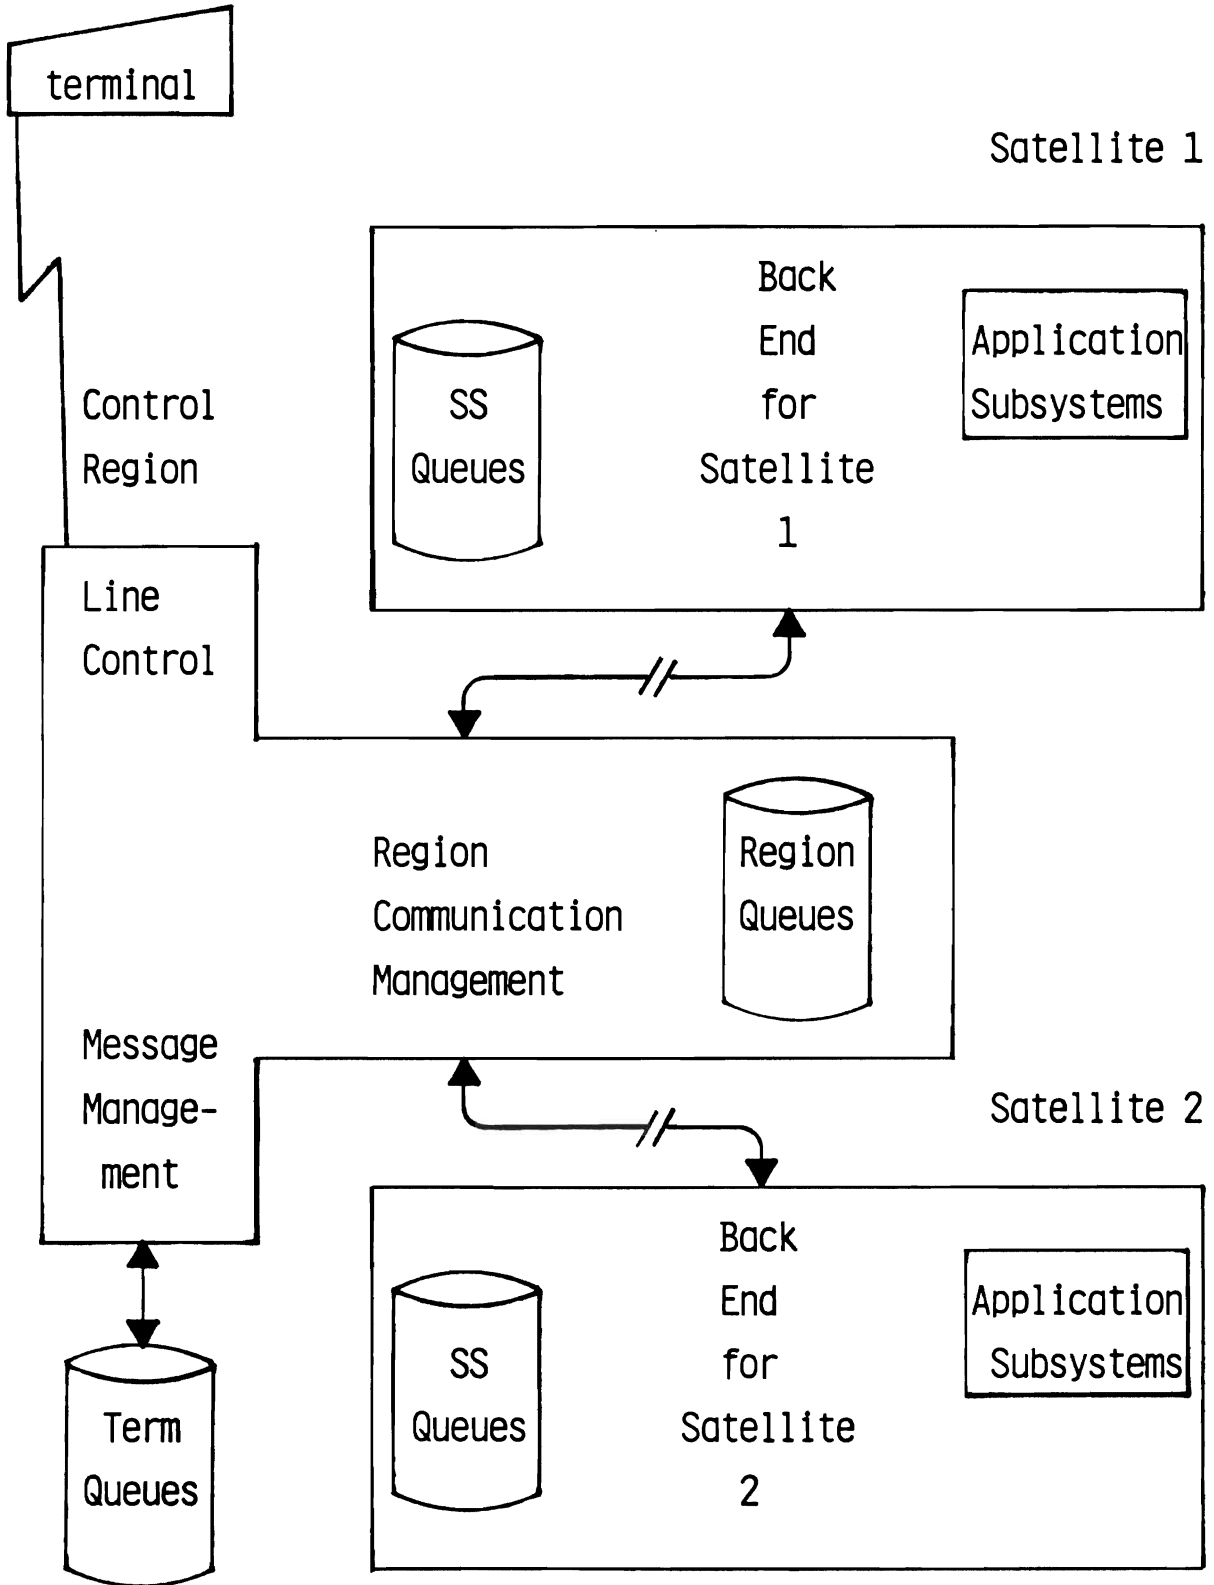 terminal
Satellite 1
Back
End
for
Satellite
1
SS
Queues
Application
Subsystems
Control
Region
Line
Control
Region
Communication
Management
Region
Queues
Message
Manage-
ment
Satellite 2
Back
End
for
Satellite
2
SS
Queues
Application
Subsystems
Term
Queues